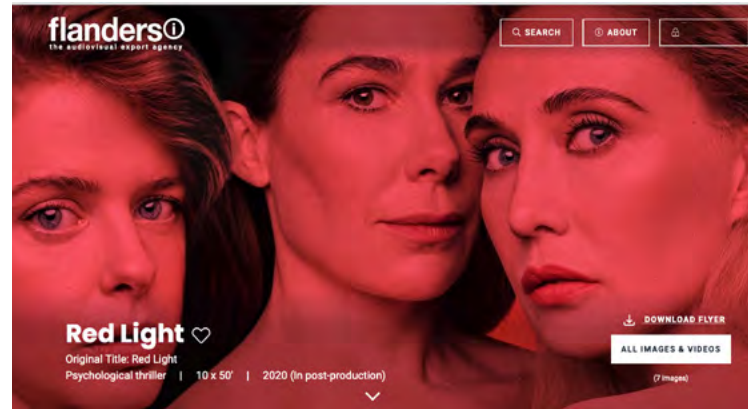 flandersⓘ
the audiovisual export agency
SEARCH
ⓘ ABOUT
Red Light
Original Title: Red Light
Psychological thriller | 10 x 50' | 2020 (In post-production)
DOWNLOAD FLYER
ALL IMAGES & VIDEOS
(7 images)